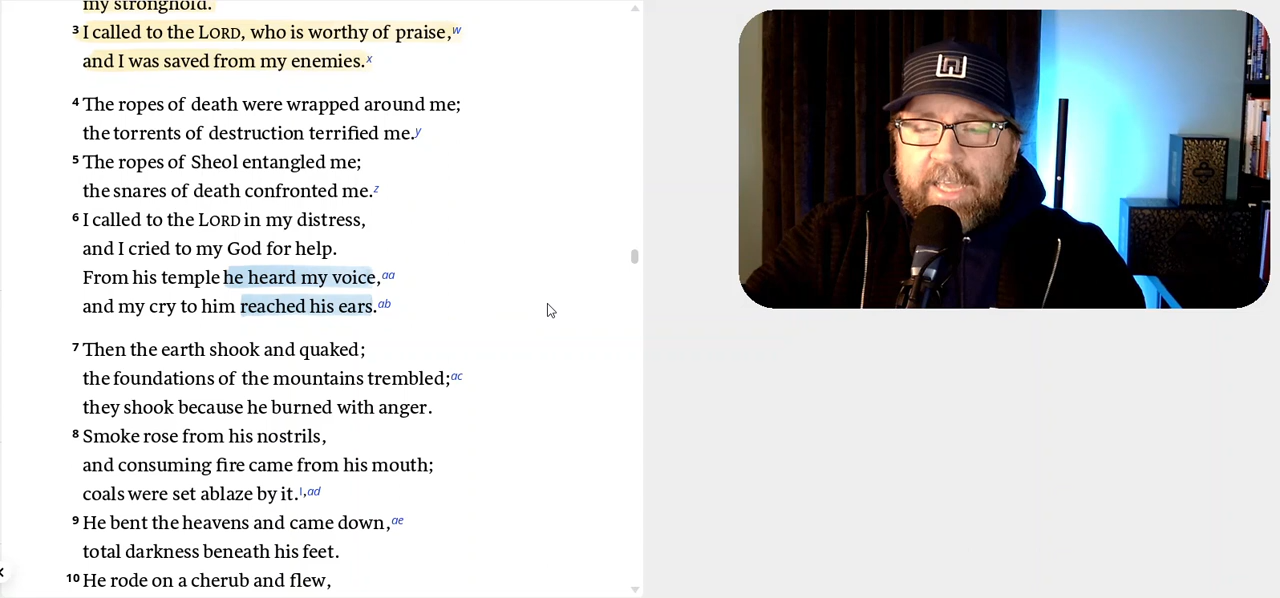 my stronghold.
3 I called to the LORD, who is worthy of praise,w
and I was saved from my enemies.x
4 The ropes of death were wrapped around me;
the torrents of destruction terrified me.y
5 The ropes of Sheol entangled me;
the snares of death confronted me.z
6 I called to the LORD in my distress,
and I cried to my God for help.
From his temple he heard my voice,aa
and my cry to him reached his ears.ab
7 Then the earth shook and quaked;
the foundations of the mountains trembled;ac
they shook because he burned with anger.
8 Smoke rose from his nostrils,
and consuming fire came from his mouth;
coals were set ablaze by it.l,ad
9 He bent the heavens and came down,ae
total darkness beneath his feet.
10 He rode on a cherub and flew,